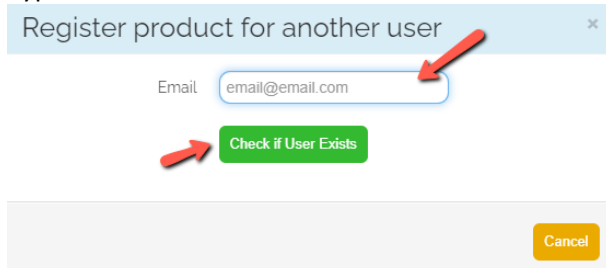 Register product for another user ×
Email email@email.com
Check if User Exists
Cancel